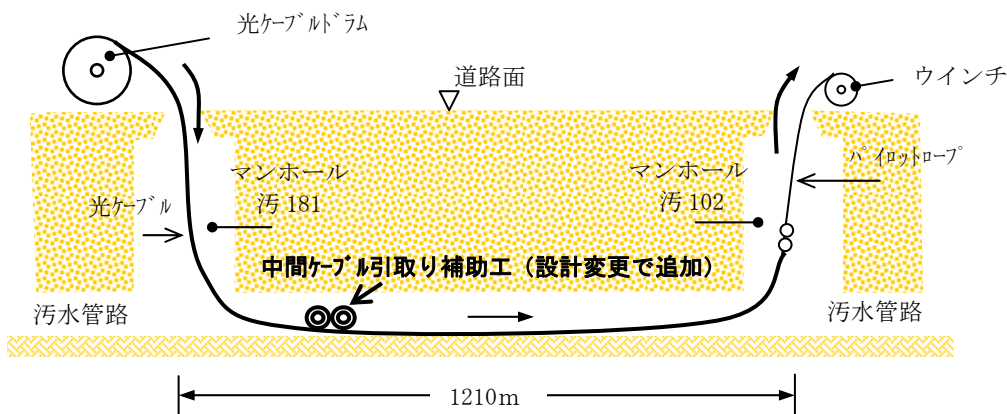 光ケーブルドラム
道路面
ウインチ
マンホール
汚 181
マンホール
汚 102
パイロットロープ
光ケーブル
中間ケーブル引取り補助工（設計変更で追加）
汚水管路
汚水管路
1210m